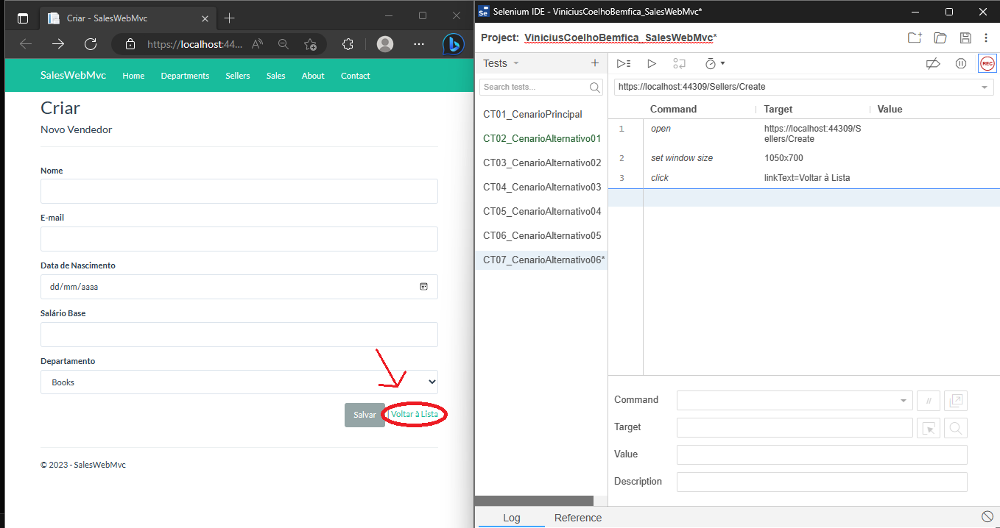 Criar - SalesWebMvc
https://localhost:44...
SalesWebMvc Home Departments Sellers Sales About Contact
Criar
Novo Vendedor
Nome
E-mail
Data de Nascimento
dd/mm/aaaa
Salário Base
Departamento
Books
Salvar | Voltar à Lista
© 2023 - SalesWebMvc
Se Selenium IDE - ViniciusCoelhoBemfica_SalesWebMvc*
Project: ViniciusCoelhoBemfica_SalesWebMvc*
Tests
REC
Search tests...
https://localhost:44309/Sellers/Create
CT01_CenarioPrincipal
CT02_CenarioAlternativo01
CT03_CenarioAlternativo02
CT04_CenarioAlternativo03
CT05_CenarioAlternativo04
CT06_CenarioAlternativo05
CT07_CenarioAlternativo06*
Command Target Value
1 open https://localhost:44309/S
ellers/Create
2 set window size 1050x700
3 click linkText=Voltar à Lista
Command //
Target
Value
Description
Log Reference